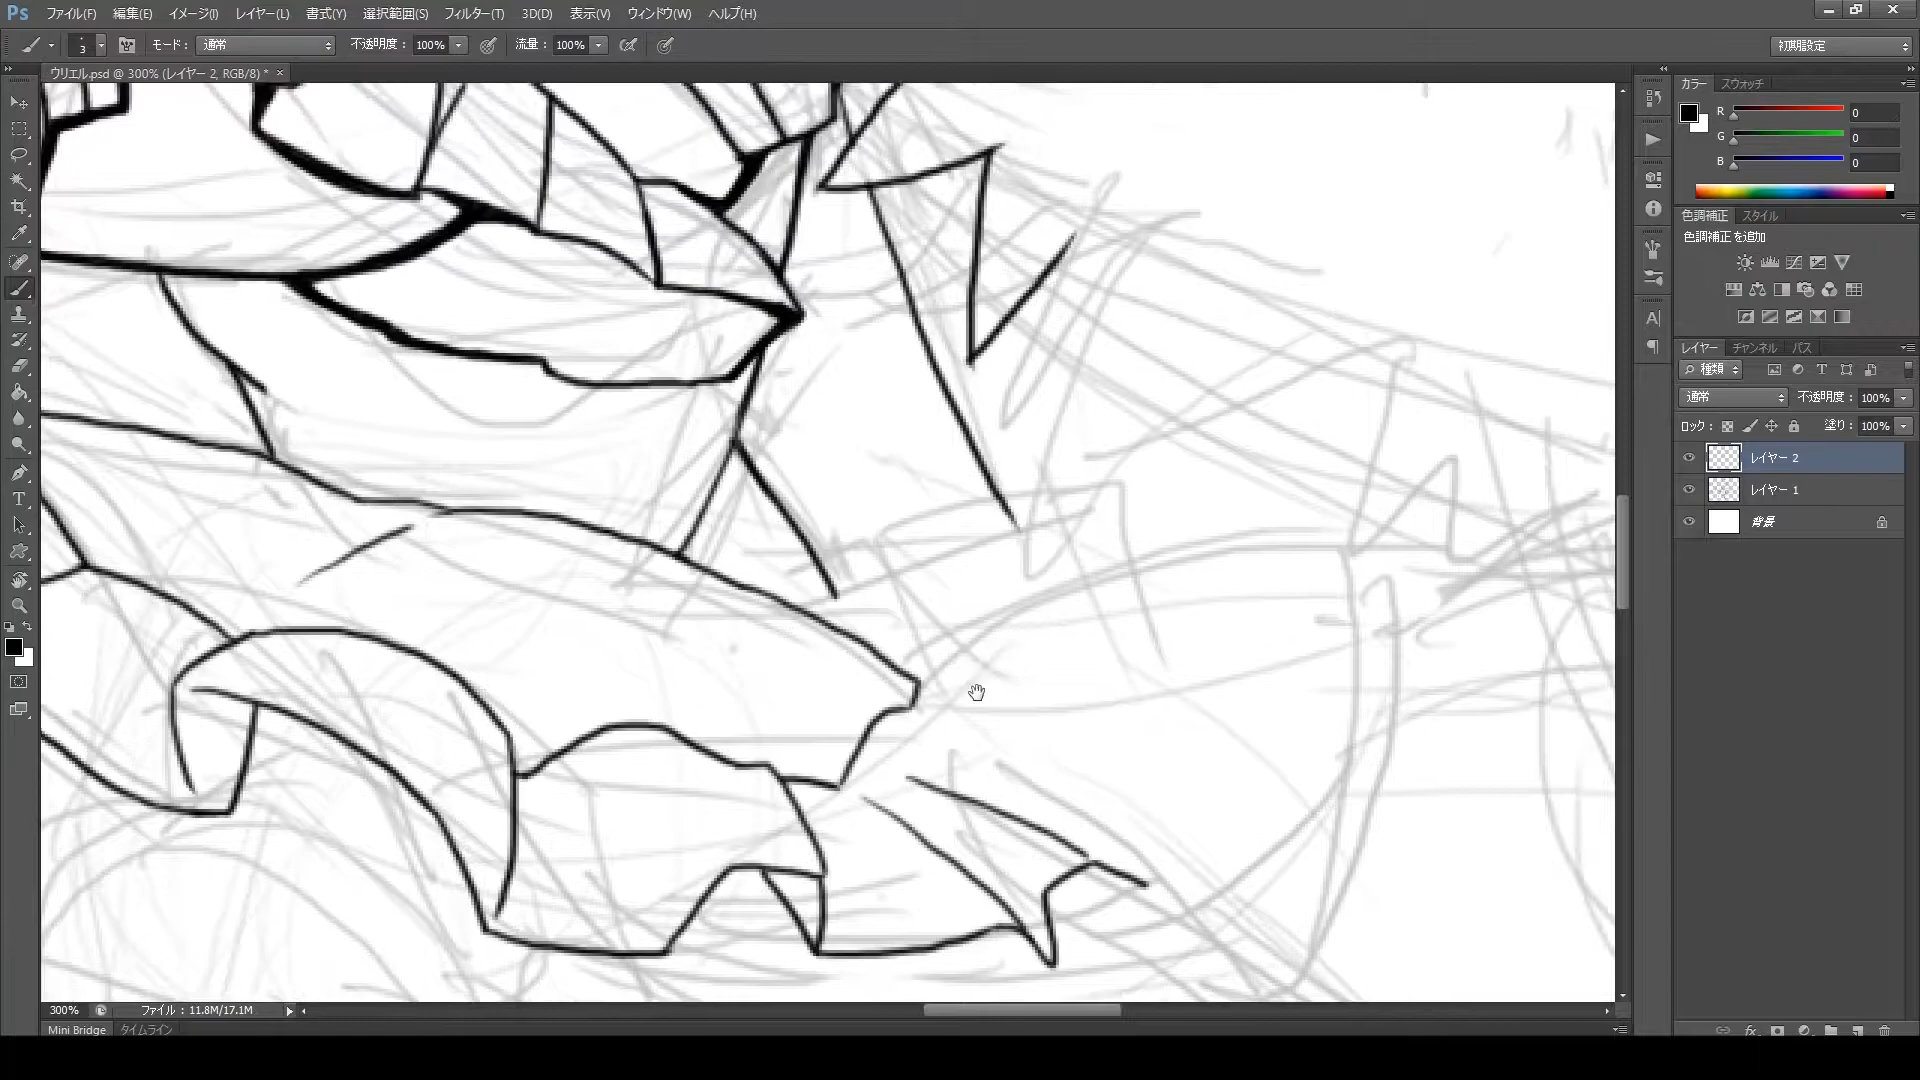 Ps ファイル(F) 編集(E) イメージ(I) レイヤー(L) 書式(Y) 選択範囲(S) フィルター(T) 3D(D) 表示(V) ウィンドウ(W) ヘルプ(H)
3 モード: 通常 不透明度: 100% 流量: 100% 初期設定
ウリエル.psd @ 300% (レイヤー 2, RGB/8) * ×
カラー スウォッチ
R 0
G 0
B 0
色調補正 スタイル
色調補正を追加
レイヤー チャンネル パス
種類
通常 不透明度: 100%
ロック: 塗り: 100%
レイヤー 2
レイヤー 1
背景
300% ファイル: 11.8M/17.1M
Mini Bridge タイムライン